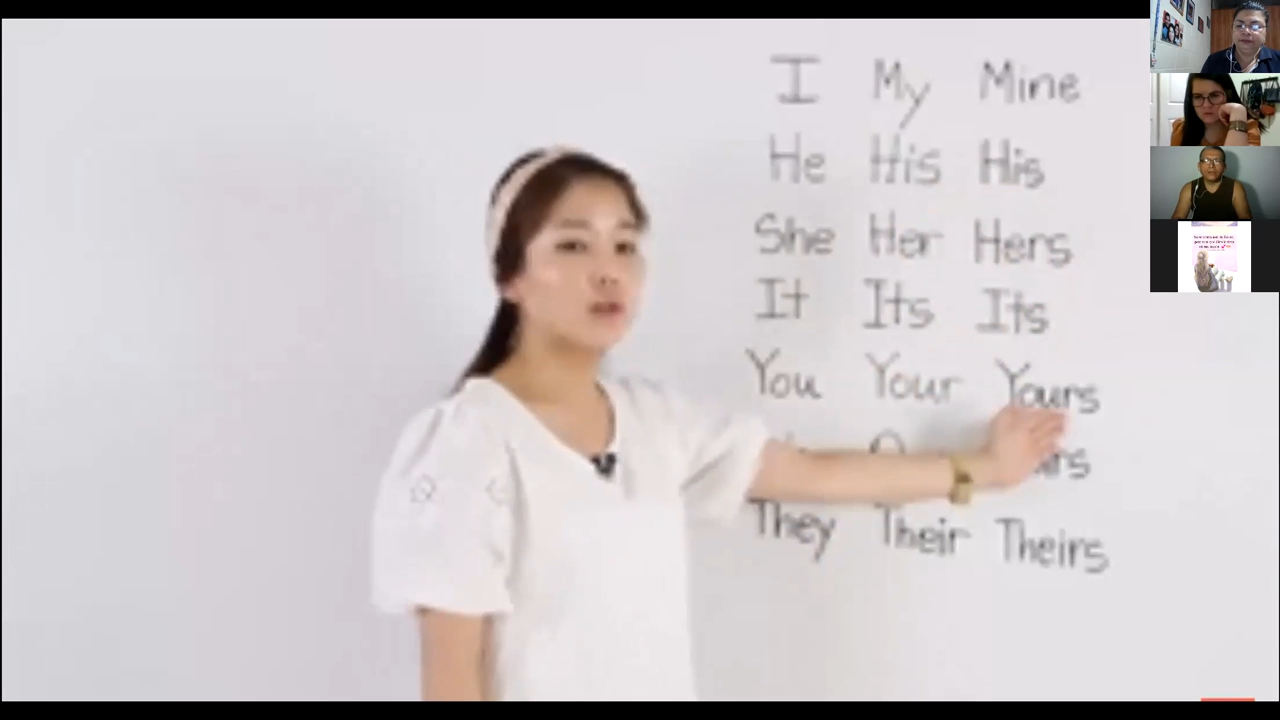 I My Mine
He His His
She Her Hers
It Its Its
You Your Yours
They Their Theirs